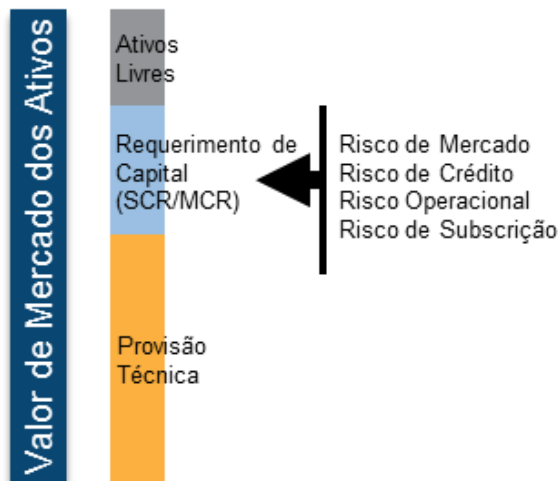 Valor de Mercado dos Ativos
Ativos
Livres
Requerimento de
Capital
(SCR/MCR)
Risco de Mercado
Risco de Crédito
Risco Operacional
Risco de Subscrição
Provisão
Técnica